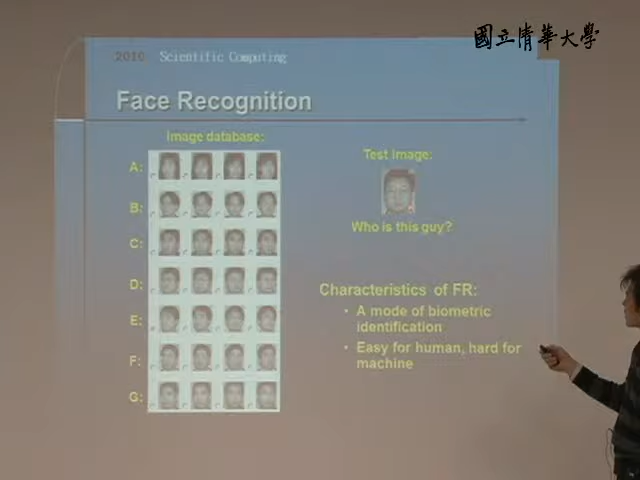 國立清華大學
2010 Scientific Computing
Face Recognition
Image database:
A:
B:
C:
D:
E:
F:
G:
Test image:
Who is this guy?
Characteristics of FR:
• A mode of biometric
identification
• Easy for human, hard for
machine